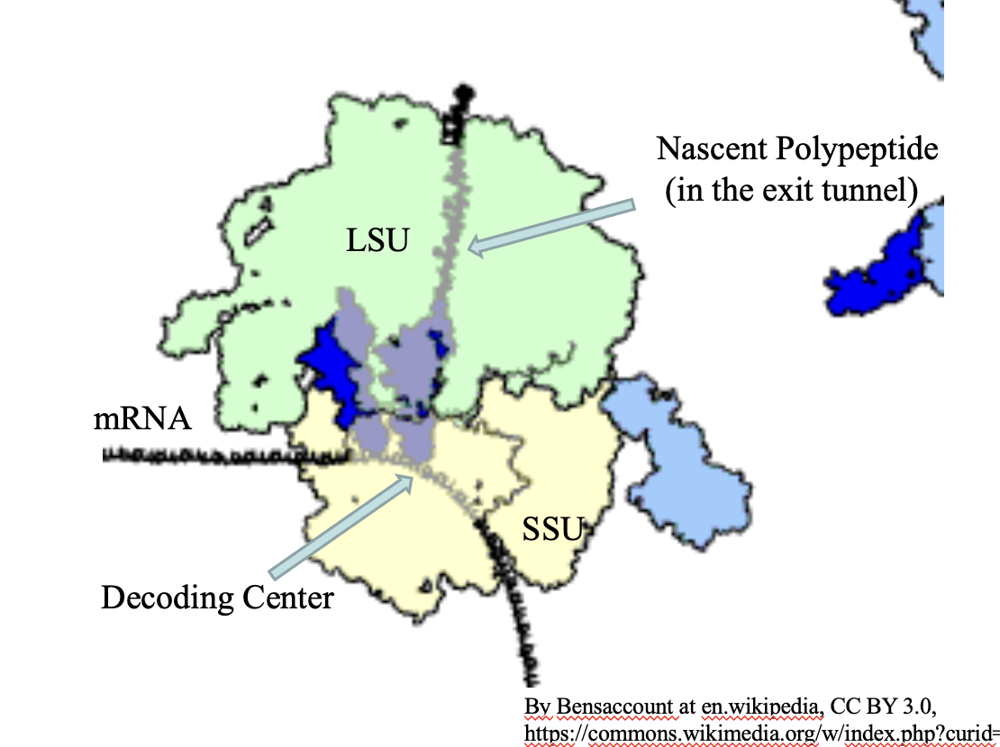 Nascent Polypeptide
(in the exit tunnel)
LSU
mRNA
SSU
Decoding Center
By Bensaccount at en.wikipedia, CC BY 3.0,
https://commons.wikimedia.org/w/index.php?curid=